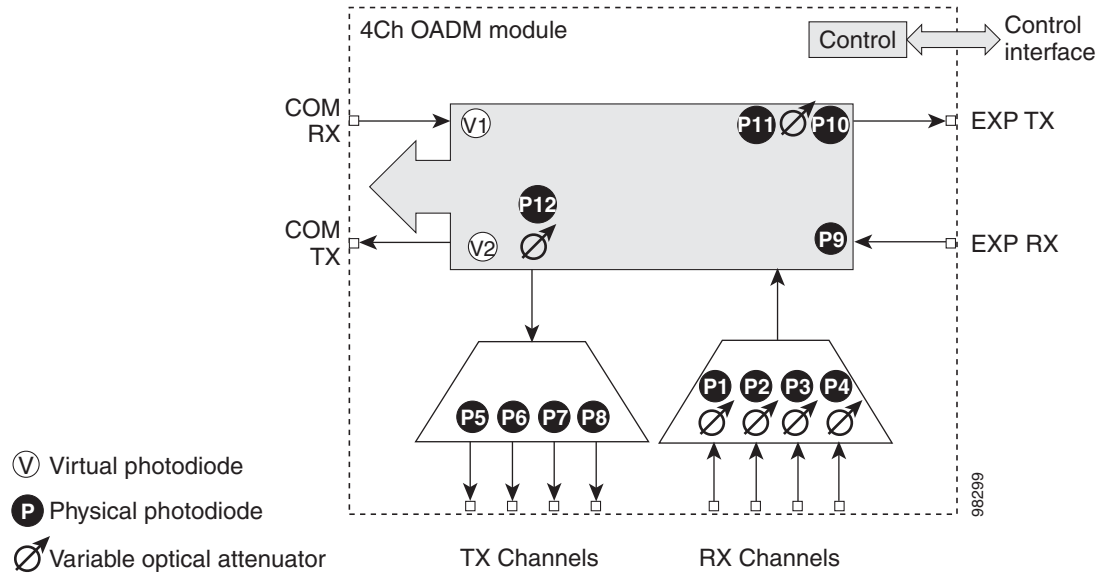 4Ch OADM module
Control
Control
interface
COM
RX
V1
P11
P10
EXP TX
P12
COM
TX
V2
P9
EXP RX
P1
P2
P3
P4
P5
P6
P7
P8
V Virtual photodiode
P Physical photodiode
Variable optical attenuator
TX Channels
RX Channels
98299